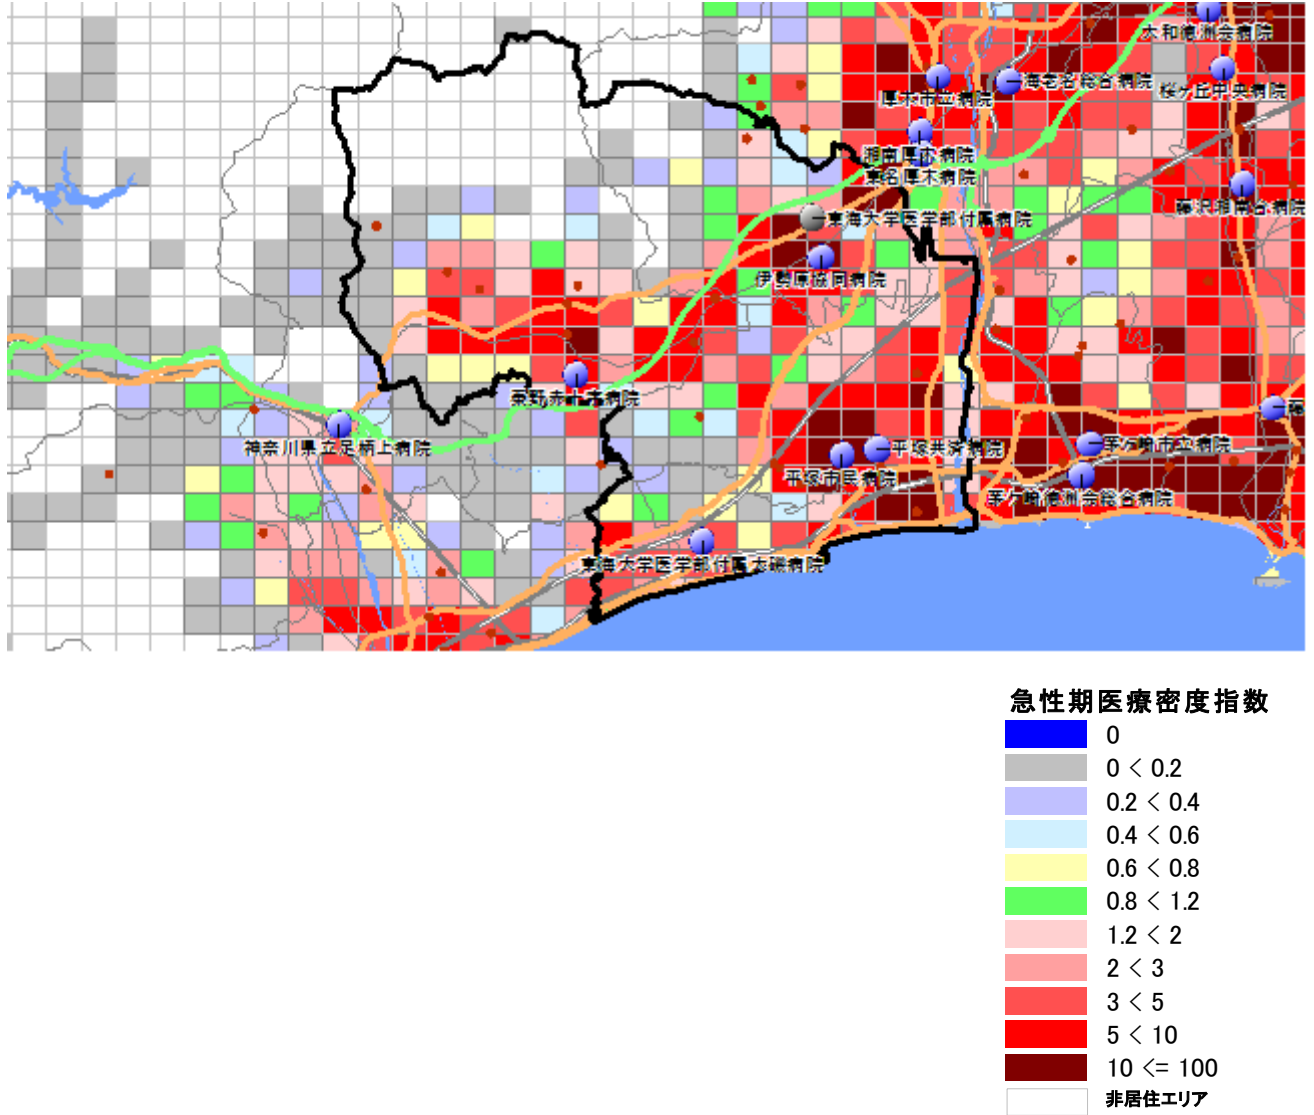 大和徳洲会病院
海老名総合病院
桜ヶ丘中央病院
厚木市立病院
湘南厚木病院
東名厚木病院
藤沢湘南台病院
東海大学医学部付属病院
伊勢原協同病院
秦野赤十字病院
藤
神奈川県立足柄上病院
平塚共済病院
茅ケ崎市立病院
平塚市民病院
茅ケ崎徳洲会総合病院
東海大学医学部付属大磯病院
急性期医療密度指数
0
0 < 0.2
0.2 < 0.4
0.4 < 0.6
0.6 < 0.8
0.8 < 1.2
1.2 < 2
2 < 3
3 < 5
5 < 10
10 <= 100
非居住エリア